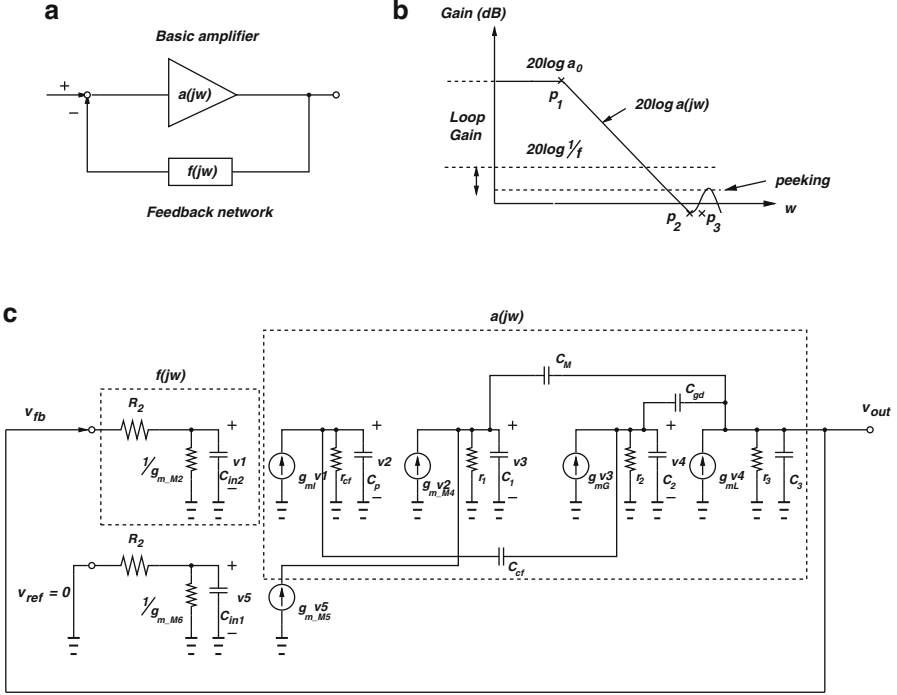 a
Basic amplifier
+
−
a(jw)
f(jw)
Feedback network
b
Gain (dB)
20log a0
p1
20log a(jw)
Loop
Gain
20log 1/f
peeking
w
p2
p3
c
a(jw)
f(jw)
CM
Cgd
vfb
R2
+
1/gm_M2
v1
Cin2
−
gmI v1
rcf
+
v2
Cp
−
gm_M4 v2
r1
+
v3
C1
−
gmG v3
r2
+
v4
C2
−
gmL v4
r3
C3
vout
Ccf
R2
vref = 0
+
1/gm_M6
v5
Cin1
−
gm_M5 v5